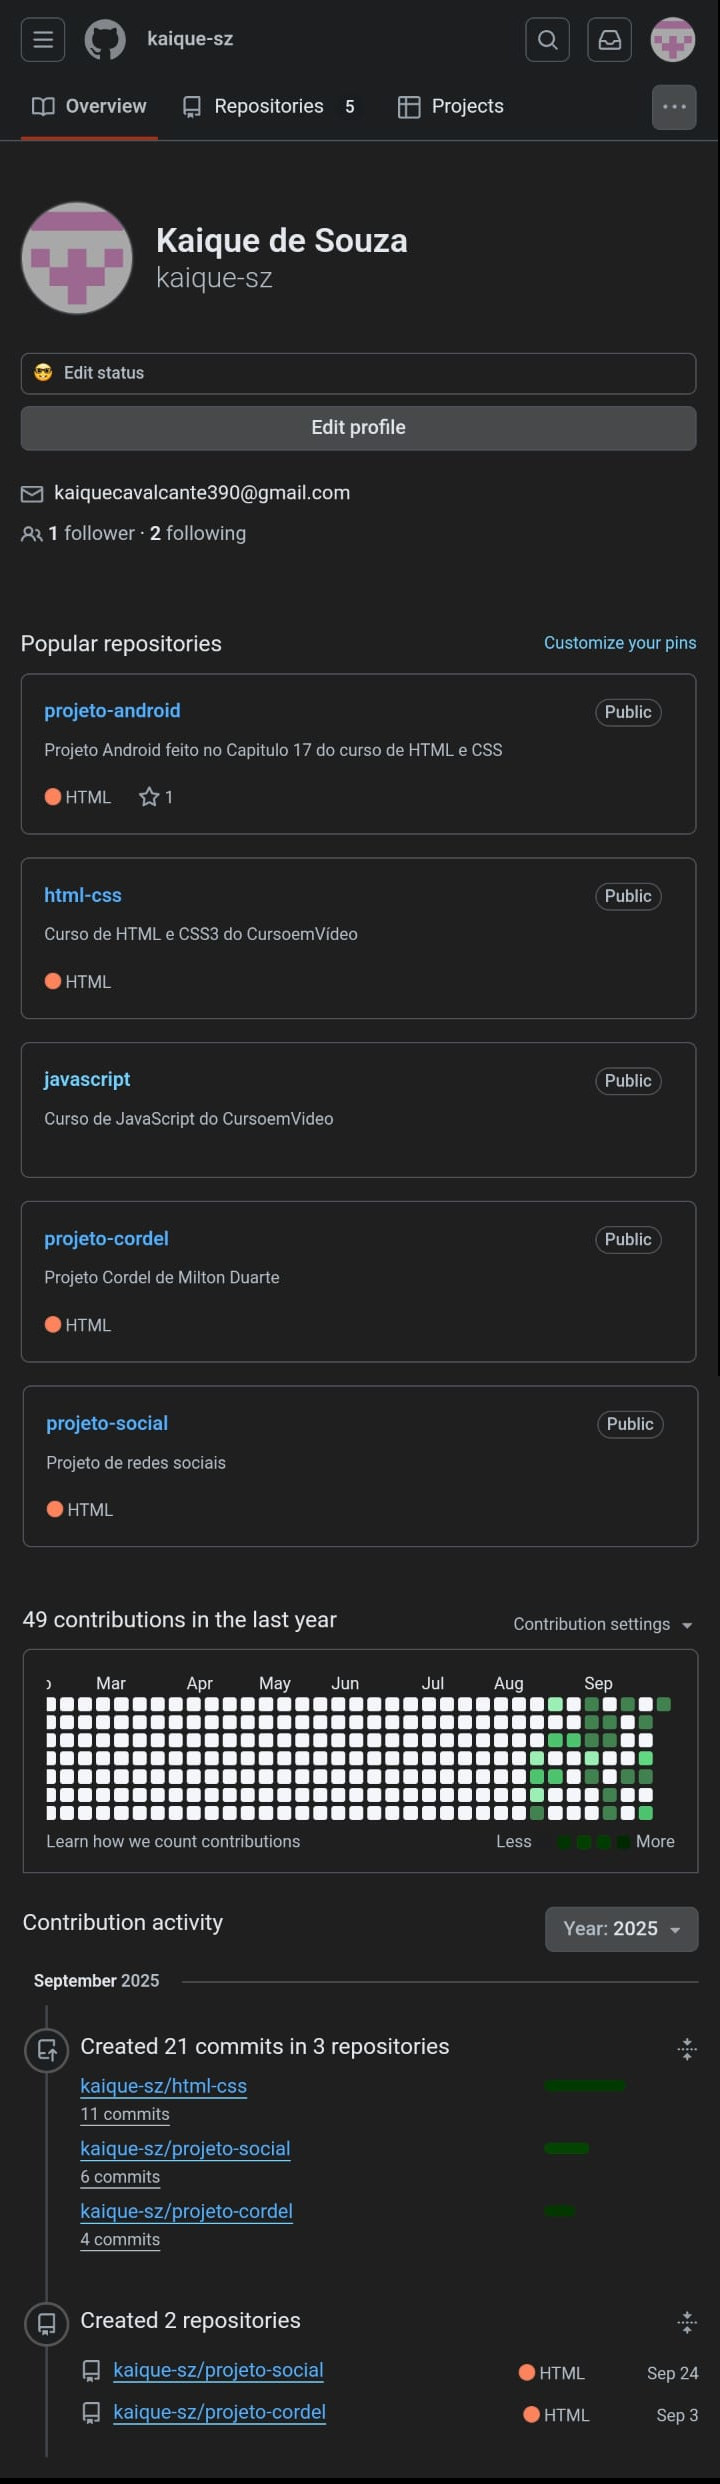 kaique-sz
Overview Repositories 5 Projects
Kaique de Souza
kaique-sz
Edit status
Edit profile
kaiquecavalcante390@gmail.com
1 follower · 2 following
Popular repositories Customize your pins
projeto-android Public
Projeto Android feito no Capitulo 17 do curso de HTML e CSS
HTML 1
html-css Public
Curso de HTML e CSS3 do CursoemVídeo
HTML
javascript Public
Curso de JavaScript do CursoemVideo
projeto-cordel Public
Projeto Cordel de Milton Duarte
HTML
projeto-social Public
Projeto de redes sociais
HTML
49 contributions in the last year Contribution settings
Mar Apr May Jun Jul Aug Sep
Learn how we count contributions Less More
Contribution activity Year: 2025
September 2025
Created 21 commits in 3 repositories
kaique-sz/html-css
11 commits
kaique-sz/projeto-social
6 commits
kaique-sz/projeto-cordel
4 commits
Created 2 repositories
kaique-sz/projeto-social HTML Sep 24
kaique-sz/projeto-cordel HTML Sep 3